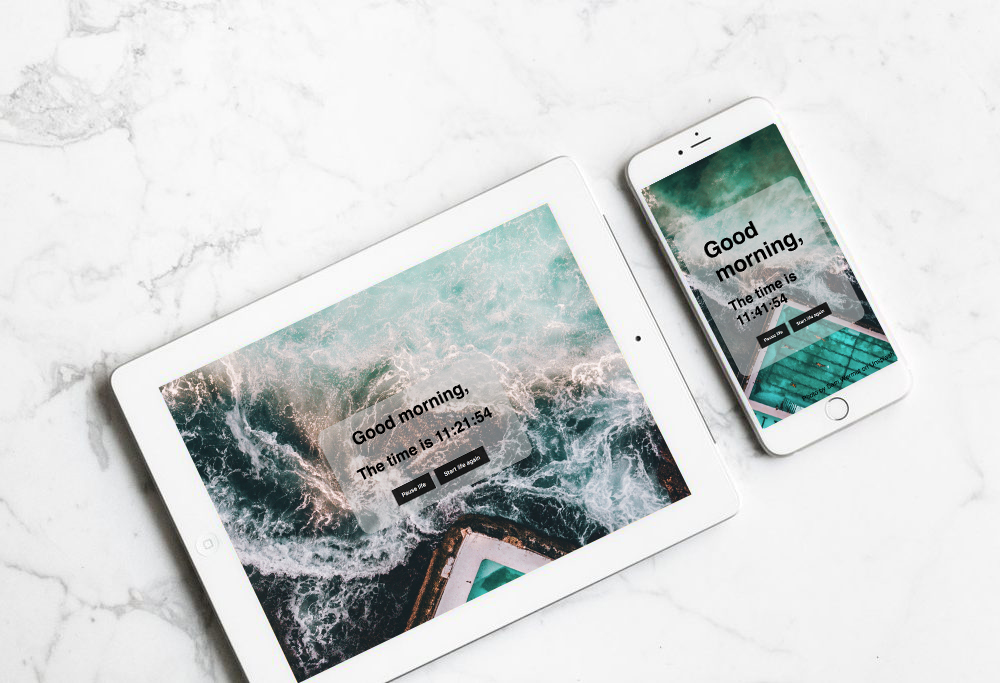 Good morning,
The time is 11:21:54
Pause life
Start life again
Good
morning,
The time is
11:41:54
Pause life
Start life again
Photo by
on Unsplash